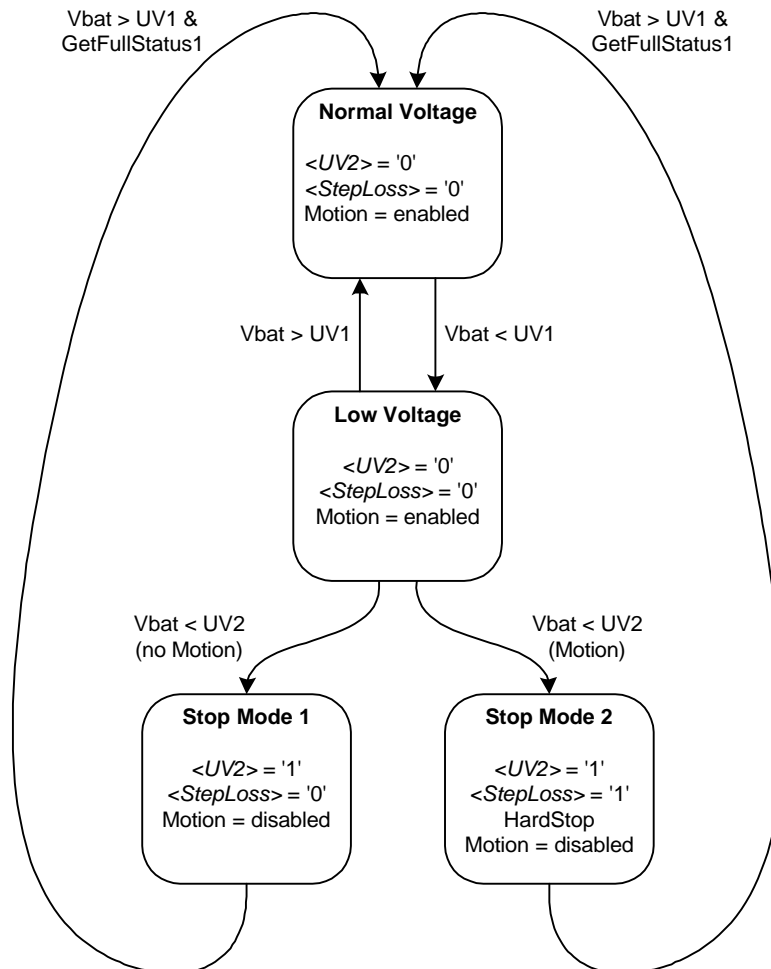 Vbat > UV1 &
GetFullStatus1
Vbat > UV1 &
GetFullStatus1
Normal Voltage
<UV2> = '0'
<StepLoss> = '0'
Motion = enabled
Vbat > UV1
Vbat < UV1
Low Voltage
<UV2> = '0'
<StepLoss> = '0'
Motion = enabled
Vbat < UV2
(no Motion)
Vbat < UV2
(Motion)
Stop Mode 1
<UV2> = '1'
<StepLoss> = '0'
Motion = disabled
Stop Mode 2
<UV2> = '1'
<StepLoss> = '1'
HardStop
Motion = disabled